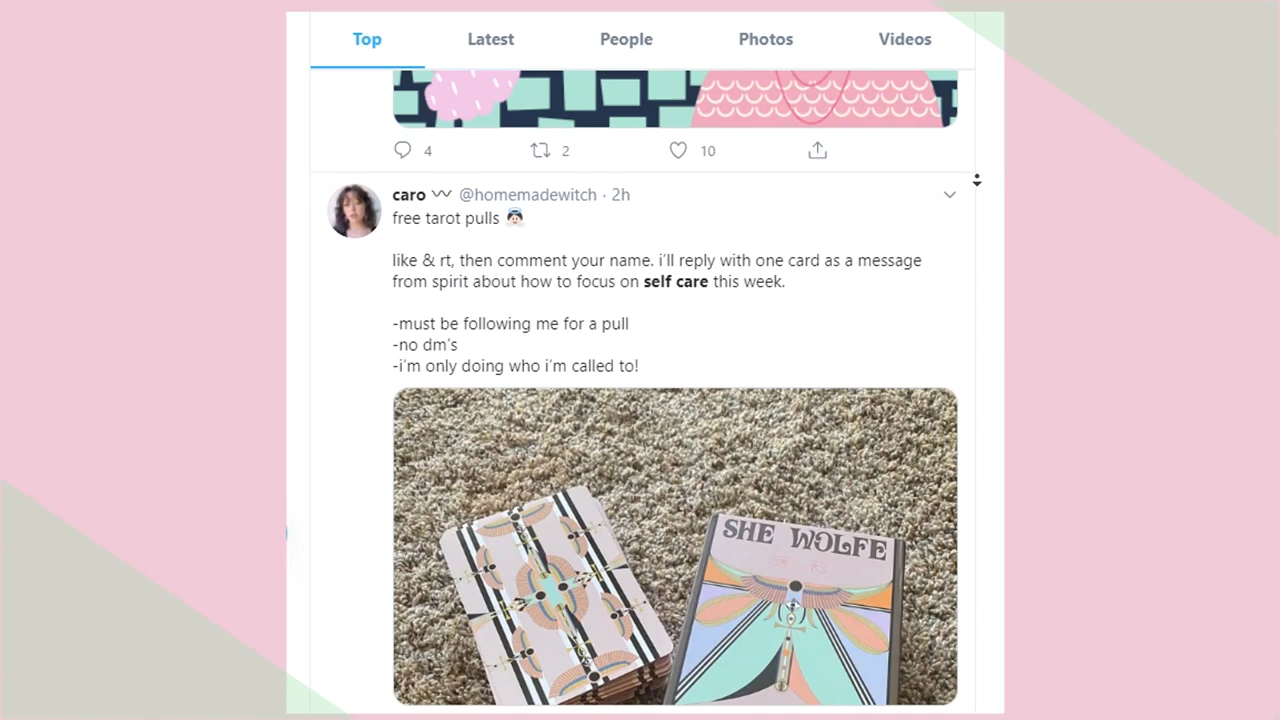 Top Latest People Photos Videos
4 2 10
caro @homemadewitch · 2h
free tarot pulls
like & rt, then comment your name. i'll reply with one card as a message
from spirit about how to focus on self care this week.
-must be following me for a pull
-no dm's
-i'm only doing who i'm called to!
SHE WOLFE